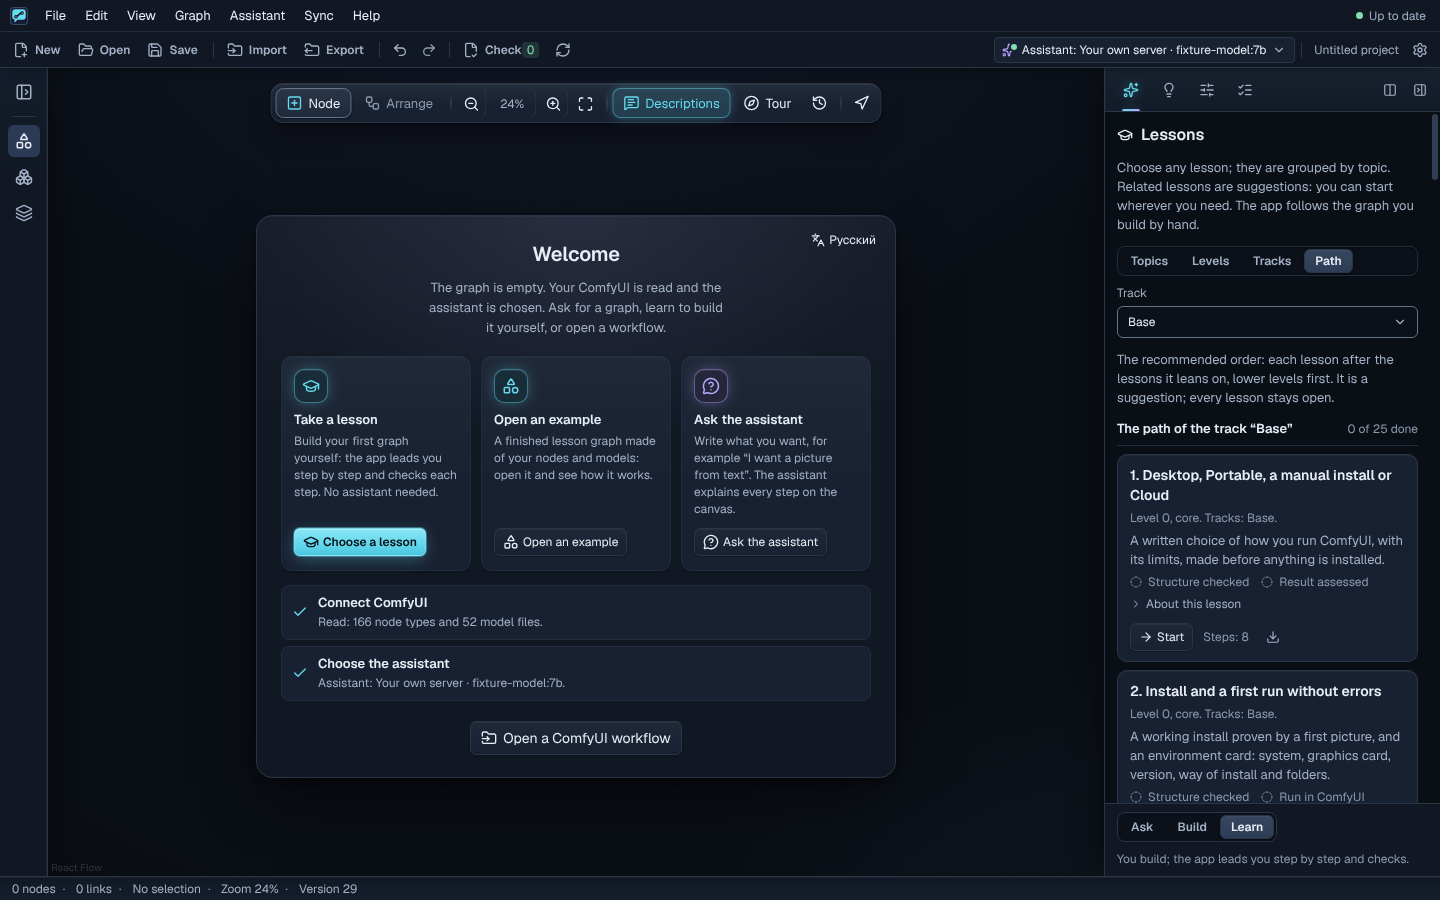 File Edit View Graph Assistant Sync Help
Up to date
New Open Save Import Export Check 0
Assistant: Your own server · fixture-model:7b
Untitled project
Node Arrange 24% Descriptions Tour
Русский
Welcome
The graph is empty. Your ComfyUI is read and the
assistant is chosen. Ask for a graph, learn to build
it yourself, or open a workflow.
Take a lesson
Build your first graph
yourself: the app leads you
step by step and checks each
step. No assistant needed.
Choose a lesson
Open an example
A finished lesson graph made
of your nodes and models:
open it and see how it works.
Open an example
Ask the assistant
Write what you want, for
example “I want a picture
from text”. The assistant
explains every step on the
canvas.
Ask the assistant
Connect ComfyUI
Read: 166 node types and 52 model files.
Choose the assistant
Assistant: Your own server · fixture-model:7b.
Open a ComfyUI workflow
React Flow
Lessons
Choose any lesson; they are grouped by topic.
Related lessons are suggestions: you can start
wherever you need. The app follows the graph you
build by hand.
Topics Levels Tracks Path
Track
Base
The recommended order: each lesson after the
lessons it leans on, lower levels first. It is a
suggestion; every lesson stays open.
The path of the track “Base” 0 of 25 done
1. Desktop, Portable, a manual install or
Cloud
Level 0, core. Tracks: Base.
A written choice of how you run ComfyUI, with
its limits, made before anything is installed.
Structure checked Result assessed
About this lesson
Start Steps: 8
2. Install and a first run without errors
Level 0, core. Tracks: Base.
A working install proven by a first picture, and
an environment card: system, graphics card,
version, way of install and folders.
Structure checked Run in ComfyUI
Ask Build Learn
You build; the app leads you step by step and checks.
0 nodes · 0 links · No selection · Zoom 24% · Version 29